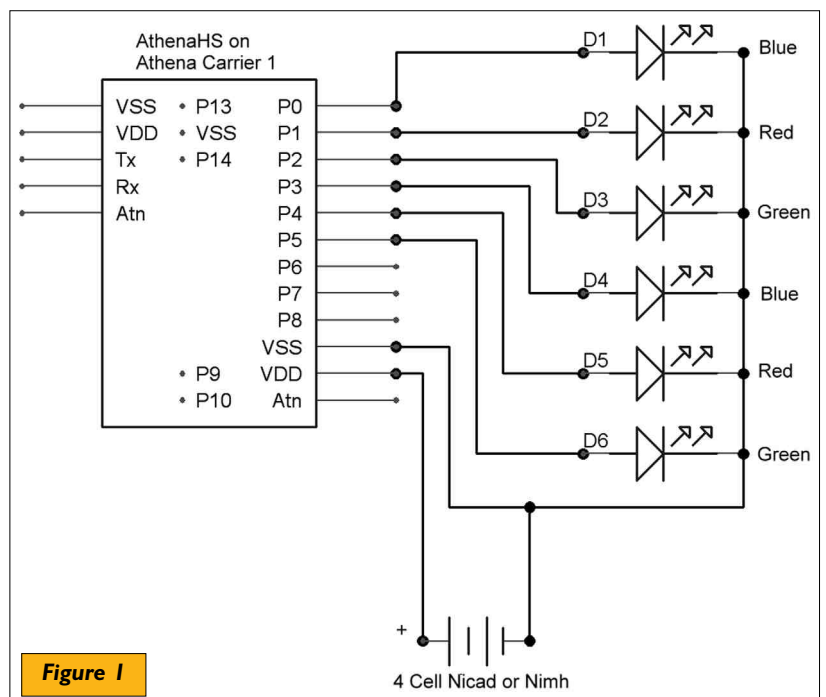 AthenaHS on
Athena Carrier 1
VSS
VDD
Tx
Rx
Atn
P13
VSS
P14
P9
P10
P0
P1
P2
P3
P4
P5
P6
P7
P8
VSS
VDD
Atn
D1
Blue
D2
Red
D3
Green
D4
Blue
D5
Red
D6
Green
+
4 Cell Nicad or Nimh
Figure 1